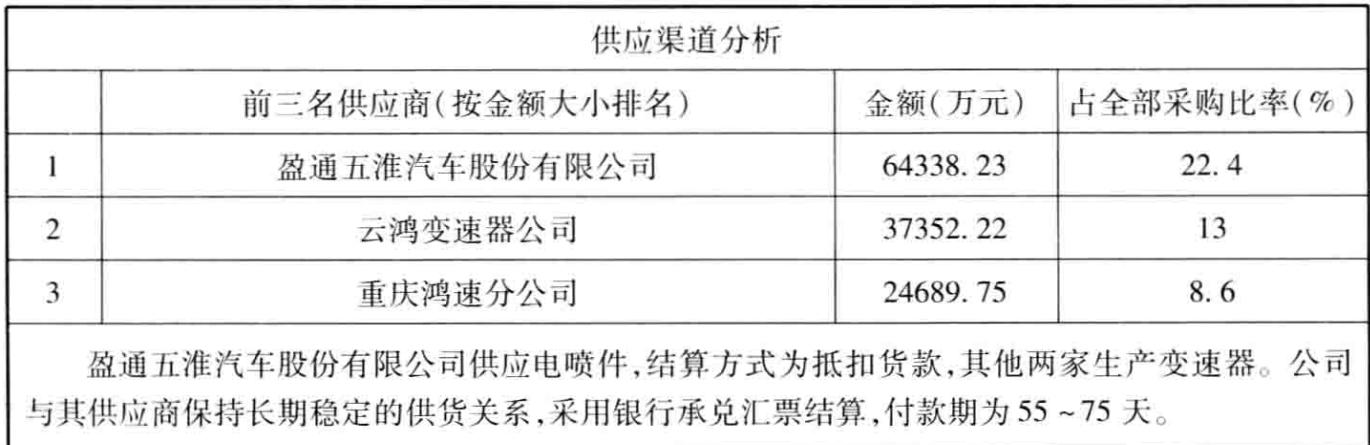 供应渠道分析
前三名供应商(按金额大小排名) 金额(万元) 占全部采购比率(%)
1 盈通五淮汽车股份有限公司 64338.23 22.4
2 云鸿变速器公司 37352.22 13
3 重庆鸿速分公司 24689.75 8.6
盈通五淮汽车股份有限公司供应电喷件,结算方式为抵扣货款,其他两家生产变速器。公司
与其供应商保持长期稳定的供货关系,采用银行承兑汇票结算,付款期为55~75天。